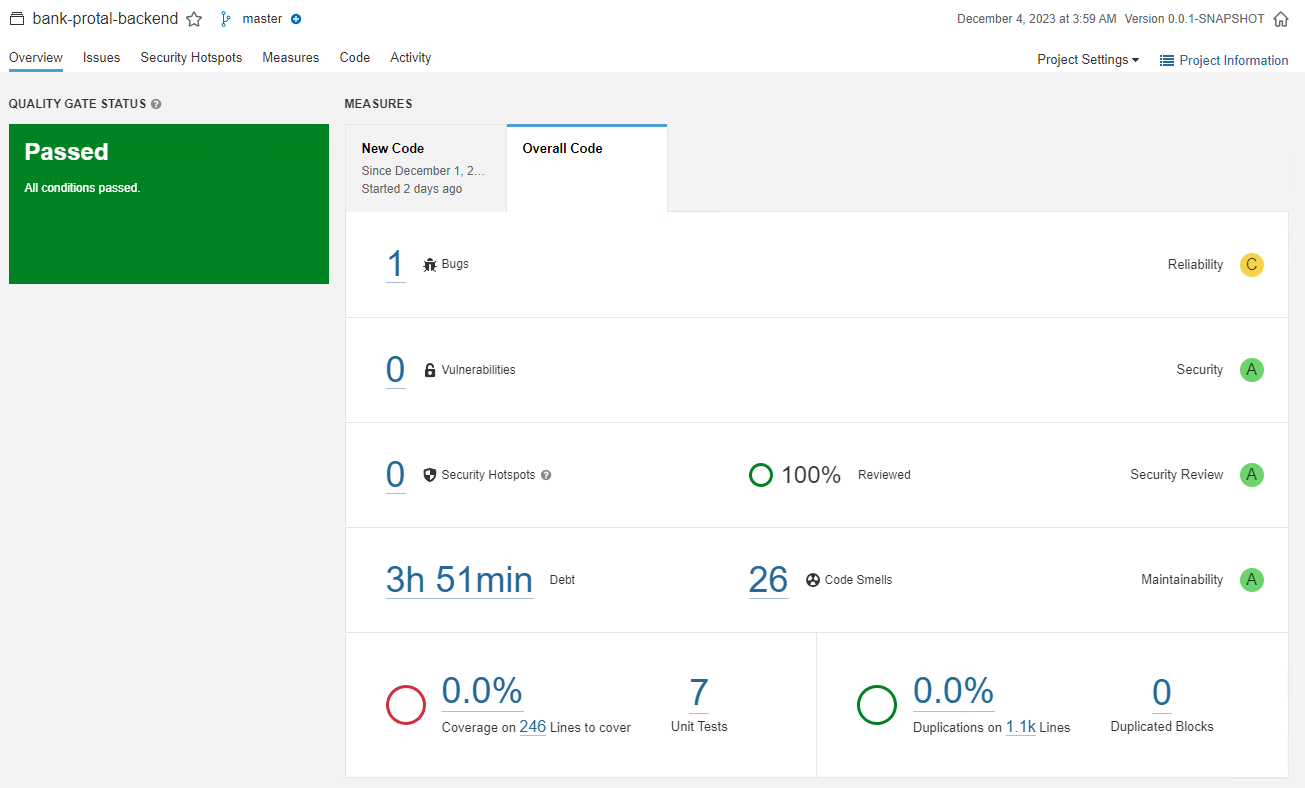 bank-protal-backend master December 4, 2023 at 3:59 AM Version 0.0.1-SNAPSHOT
Overview Issues Security Hotspots Measures Code Activity Project Settings Project Information
QUALITY GATE STATUS ?
Passed
All conditions passed.
MEASURES
New Code
Since December 1, 2…
Started 2 days ago
Overall Code
1 Bugs Reliability C
0 Vulnerabilities Security A
0 Security Hotspots ? 100% Reviewed Security Review A
3h 51min Debt 26 Code Smells Maintainability A
0.0%
Coverage on 246 Lines to cover
7
Unit Tests
0.0%
Duplications on 1.1k Lines
0
Duplicated Blocks